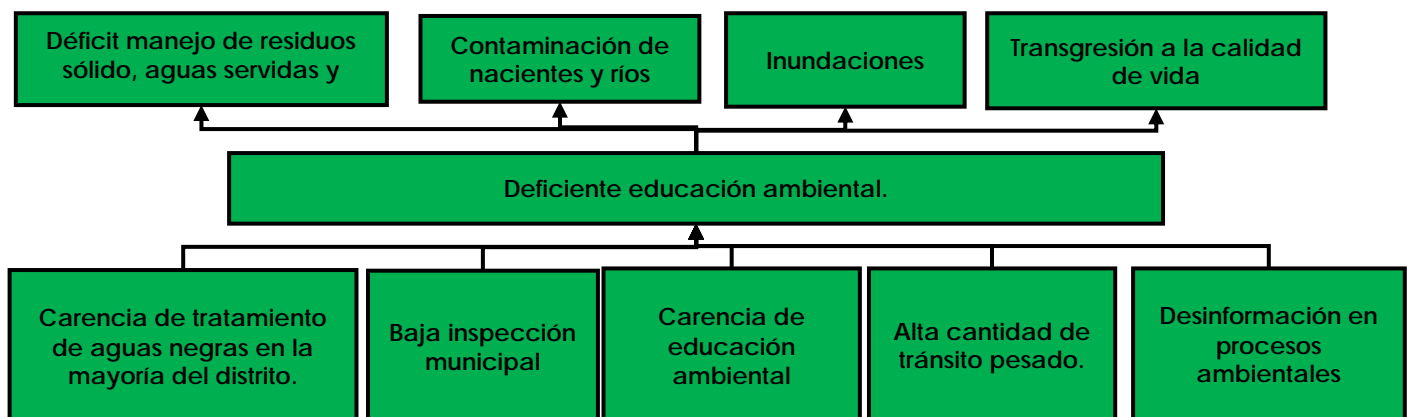 Déficit manejo de residuos
sólido, aguas servidas y
Contaminación de
nacientes y ríos
Inundaciones
Transgresión a la calidad
de vida
Deficiente educación ambiental.
Carencia de tratamiento
de aguas negras en la
mayoría del distrito.
Baja inspección
municipal
Carencia de
educación
ambiental
Alta cantidad de
tránsito pesado.
Desinformación en
procesos
ambientales